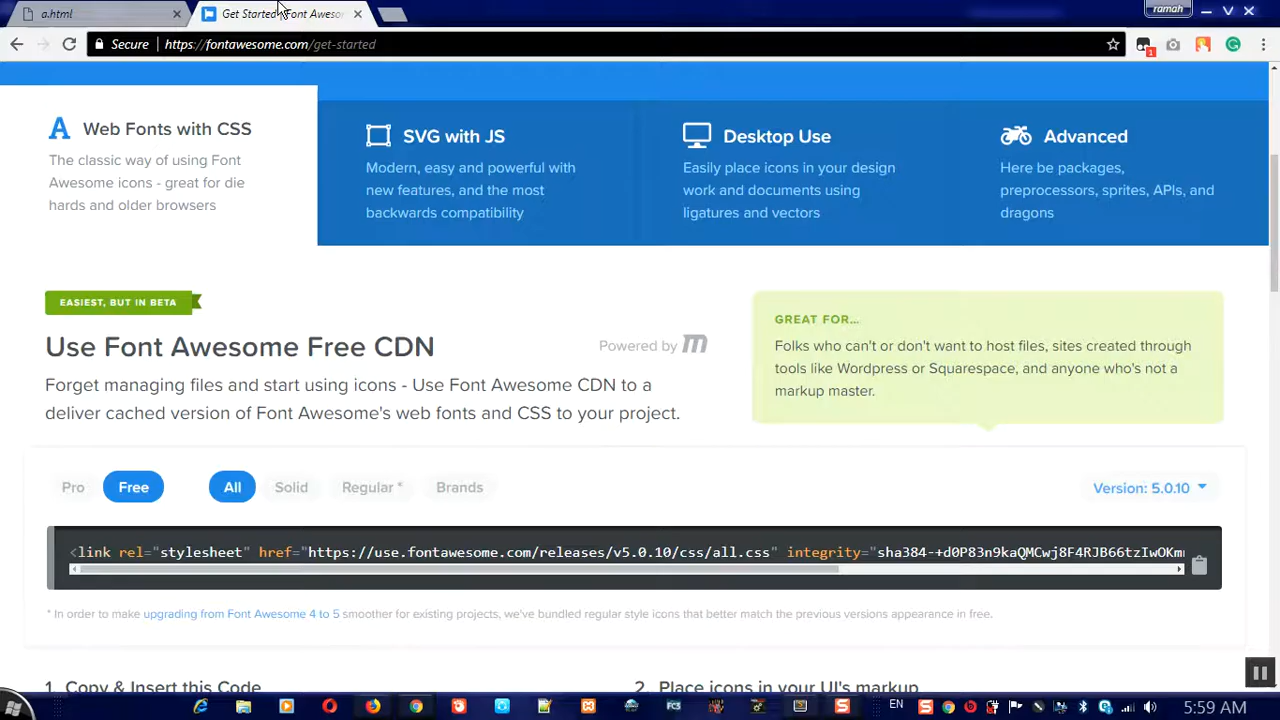 a.html
Get Started
Font Aweso
ramah
Secure
https://fontawesome.com/get-started
1
Web Fonts with CSS
The classic way of using Font
Awesome icons - great for die
hards and older browsers
SVG with JS
Modern, easy and powerful with
new features, and the most
backwards compatibility
Desktop Use
Easily place icons in your design
work and documents using
ligatures and vectors
Advanced
Here be packages,
preprocessors, sprites, APIs, and
dragons
EASIEST, BUT IN BETA
Use Font Awesome Free CDN
Powered by
Forget managing files and start using icons - Use Font Awesome CDN to a
deliver cached version of Font Awesome's web fonts and CSS to your project.
GREAT FOR...
Folks who can't or don't want to host files, sites created through
tools like Wordpress or Squarespace, and anyone who's not a
markup master.
Pro Free All Solid Regular * Brands
Version: 5.0.10
<link rel="stylesheet" href="https://use.fontawesome.com/releases/v5.0.10/css/all.css" integrity="sha384-+d0P83n9kaQMCwj8F4RJB66tzIwOKm
* In order to make upgrading from Font Awesome 4 to 5 smoother for existing projects, we've bundled regular style icons that better match the previous versions appearance in free.
1. Copy & Insert this Code
2. Place icons in your UI's markup
EN
5:59 AM